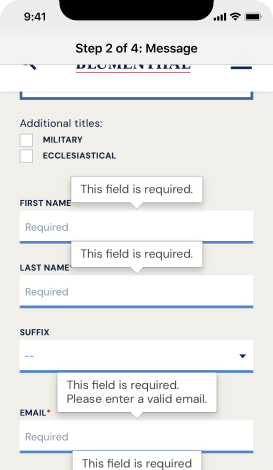 9:41
Step 2 of 4: Message
BLUMENTHAL
Additional titles:
MILITARY
ECCLESIASTICAL
This field is required.
FIRST NAME
Required
This field is required.
LAST NAME
Required
SUFFIX
--
This field is required.
Please enter a valid email.
EMAIL*
Required
This field is required